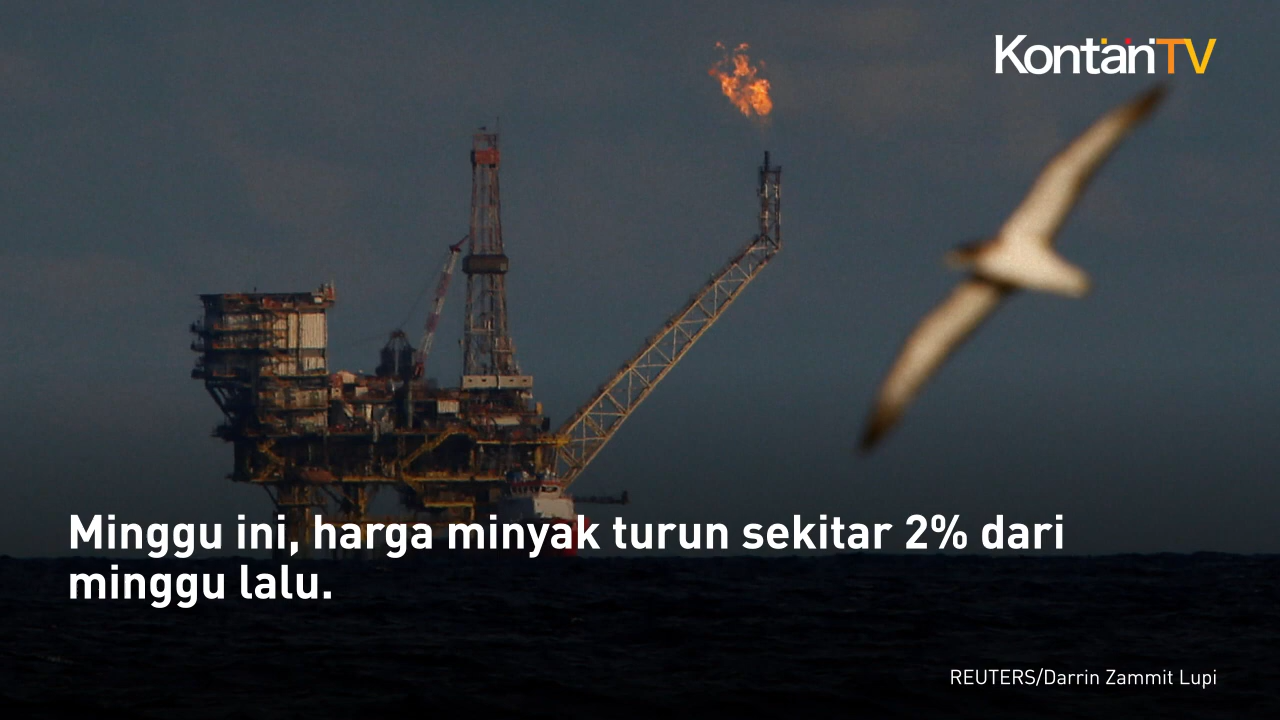 KontanTV
Minggu ini, harga minyak turun sekitar 2% dari
minggu lalu.
REUTERS/Darrin Zammit Lupi